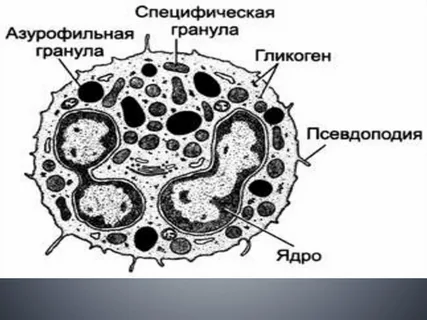 Специфическая
гранула
Азурофильная
гранула
Гликоген
Псевдоподия
Ядро